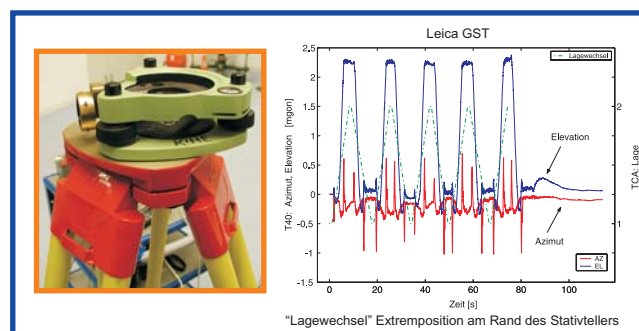 Leica GST
2.5
2
1.5
1
0.5
0
-0.5
-1
-1.5
T40: Azimut, Elevation [mgon]
Lagewechsel
Elevation
Azimut
AZ
EL
2
1
TCA: Lage
0 20 40 60 80 100
Zeit [s]
“Lagewechsel” Extremposition am Rand des Stativtellers